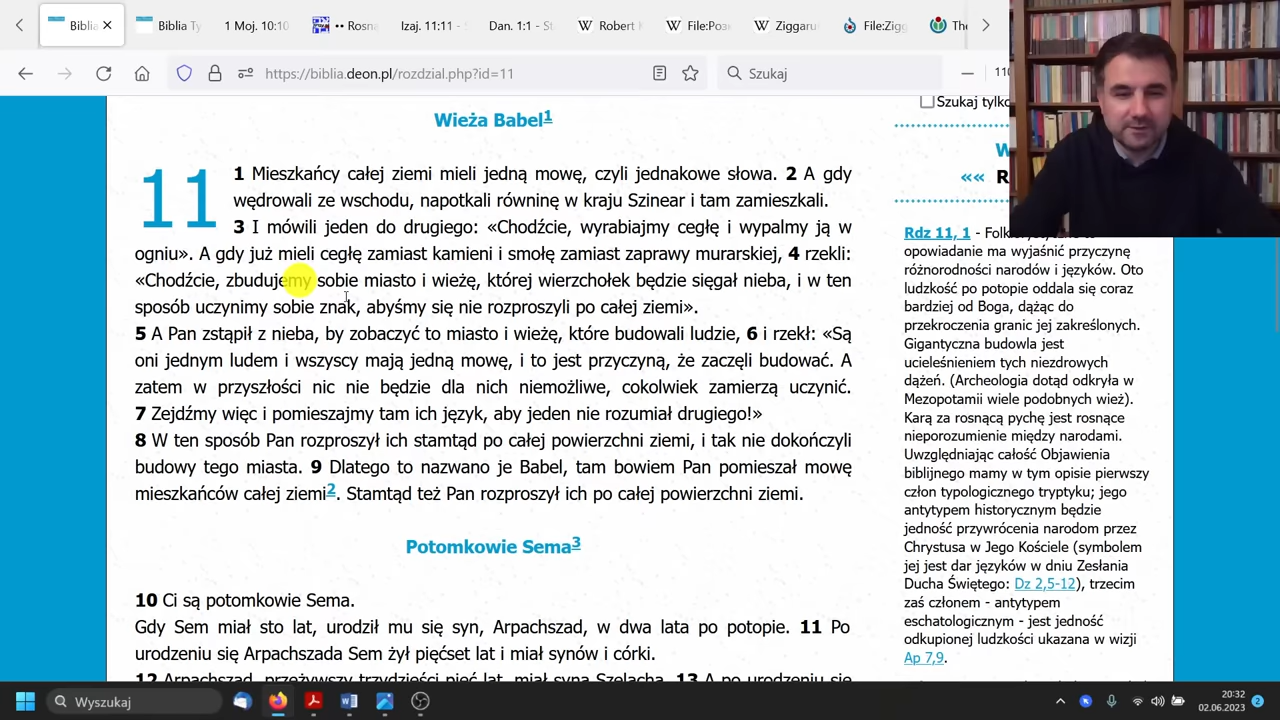 Biblia
Biblia Ty
1 Moj. 10:10
•• Rosna
Izaj. 11:11 -
Dan. 1:1 - St
Robert
File:Poz
Ziggaru
File:Zig
The
https://biblia.deon.pl/rozdzial.php?id=11
Szukaj
110
Wieża Babel1
11
1 Mieszkańcy całej ziemi mieli jedną mowę, czyli jednakowe słowa. 2 A gdy
wędrowali ze wschodu, napotkali równinę w kraju Szinear i tam zamieszkali.
3 I mówili jeden do drugiego: «Chodźcie, wyrabiajmy cegłę i wypalmy ją w
ogniu». A gdy już mieli cegłę zamiast kamieni i smołę zamiast zaprawy murarskiej, 4 rzekli:
«Chodźcie, zbudujemy sobie miasto i wieżę, której wierzchołek będzie sięgał nieba, i w ten
sposób uczynimy sobie znak, abyśmy się nie rozproszyli po całej ziemi».
5 A Pan zstąpił z nieba, by zobaczyć to miasto i wieżę, które budowali ludzie, 6 i rzekł: «Są
oni jednym ludem i wszyscy mają jedną mowę, i to jest przyczyną, że zaczęli budować. A
zatem w przyszłości nic nie będzie dla nich niemożliwe, cokolwiek zamierzą uczynić.
7 Zejdźmy więc i pomieszajmy tam ich język, aby jeden nie rozumiał drugiego!»
8 W ten sposób Pan rozproszył ich stamtąd po całej powierzchni ziemi, i tak nie dokończyli
budowy tego miasta. 9 Dlatego to nazwano je Babel, tam bowiem Pan pomieszał mowę
mieszkańców całej ziemi2. Stamtąd też Pan rozproszył ich po całej powierzchni ziemi.
Potomkowie Sema3
10 Ci są potomkowie Sema.
Gdy Sem miał sto lat, urodził mu się syn, Arpachszad, w dwa lata po potopie. 11 Po
urodzeniu się Arpachszada Sem żył pięćset lat i miał synów i córki.
12 Arpachszad, przeżywszy trzydzieści pięć lat, miał syna Szelacha. 13 A po urodzeniu się
Szukaj tylko
W
«« R
Rdz 11, 1 -
opowiadanie ma wyjaśnić przyczynę
różnorodności narodów i języków. Oto
ludzkość po potopie oddala się coraz
bardziej od Boga, dążąc do
przekroczenia granic jej zakreślonych.
Gigantyczna budowla jest
ucieleśnieniem tych niezdrowych
dążeń. (Archeologia dotąd odkryła w
Mezopotamii wiele podobnych wież).
Karą za rosnącą pychę jest rosnące
nieporozumienie między narodami.
Uwzględniając całość Objawienia
biblijnego mamy w tym opisie pierwszy
człon typologicznego tryptyku; jego
antytypem historycznym będzie
jedność przywrócenia narodom przez
Chrystusa w Jego Kościele (symbolem
jej jest dar języków w dniu Zesłania
Ducha Świętego: Dz 2,5-12), trzecim
zaś członem - antytypem
eschatologicznym - jest jedność
odkupionej ludzkości ukazana w wizji
Ap 7,9.
Wyszukaj
20:32
02.06.2023
2